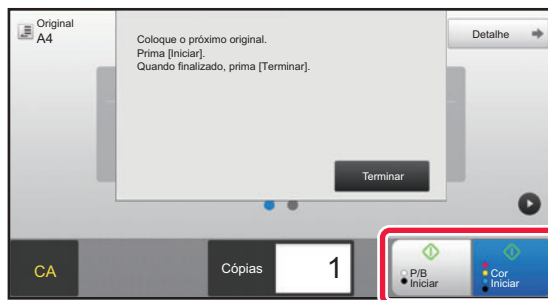 Original
A4
Coloque o próximo original.
Prima [Iniciar].
Quando finalizado, prima [Terminar].
Detalhe
Terminar
CA
Cópias
1
P/B
Iniciar
Cor
Iniciar